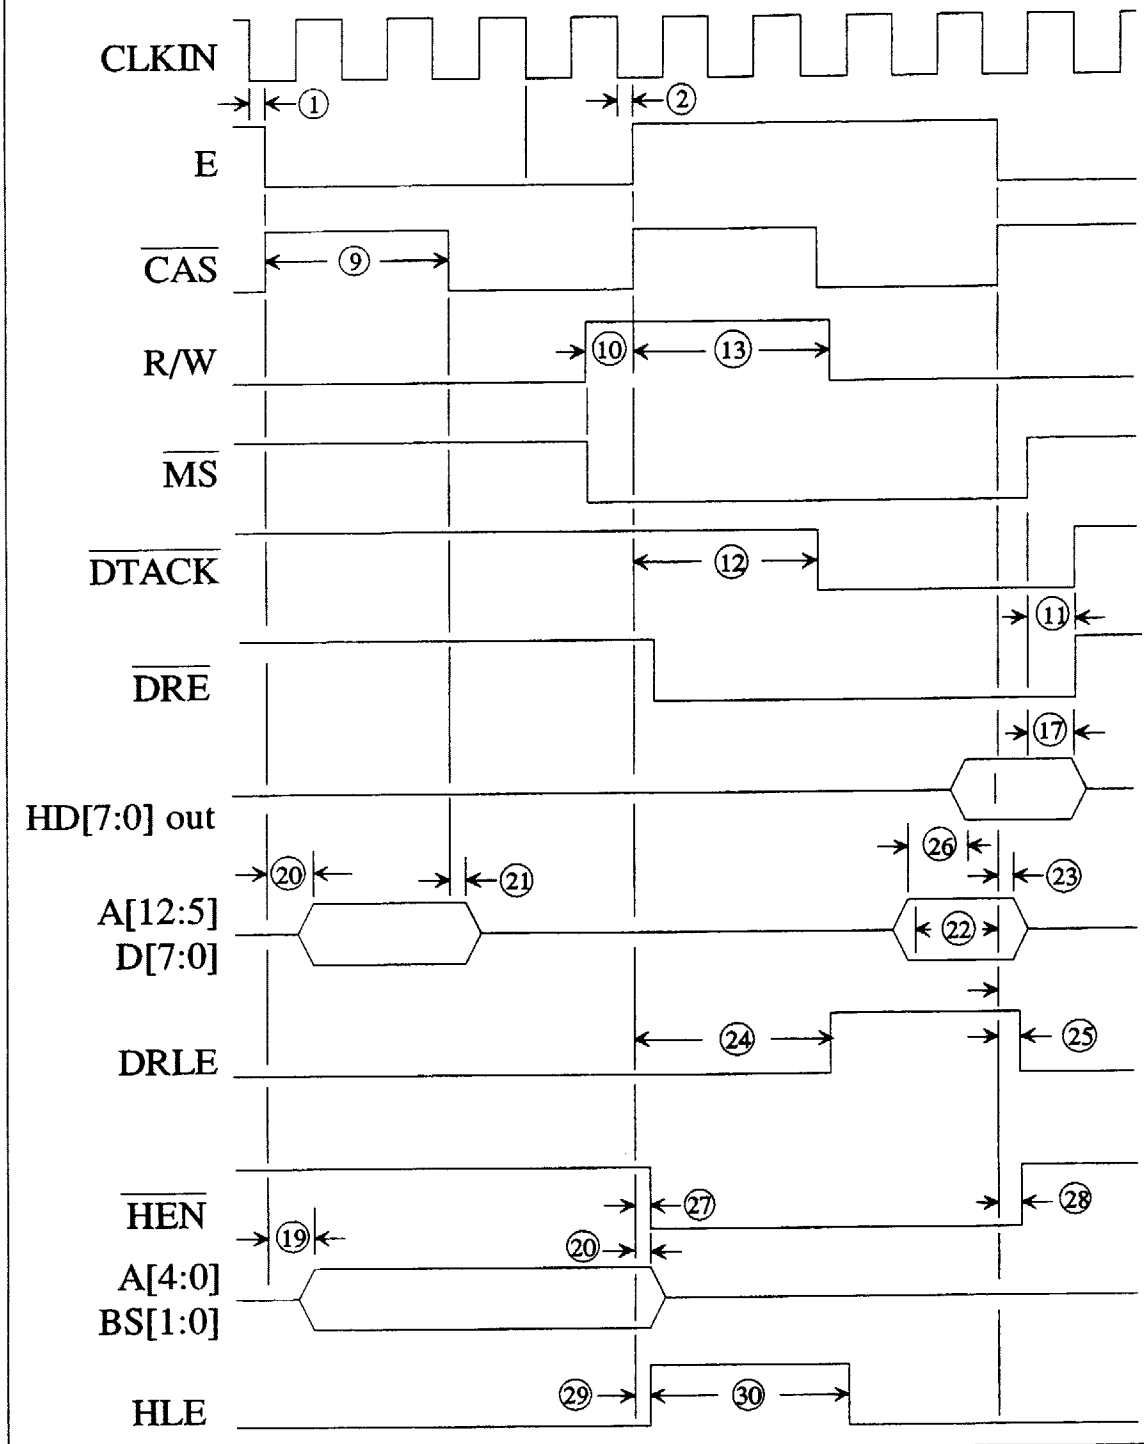 CLKIN
① ②
E
CAS ⑨
R/W ⑩ ⑬
MS
DTACK ⑫
⑪
DRE
⑰
HD[7:0] out
㉖
⑳ ㉑ ㉓
A[12:5]
D[7:0] ㉒
DRLE ㉔ ㉕
HEN ㉗ ㉘
⑲ ⑳
A[4:0]
BS[1:0]
HLE ㉙ ㉚